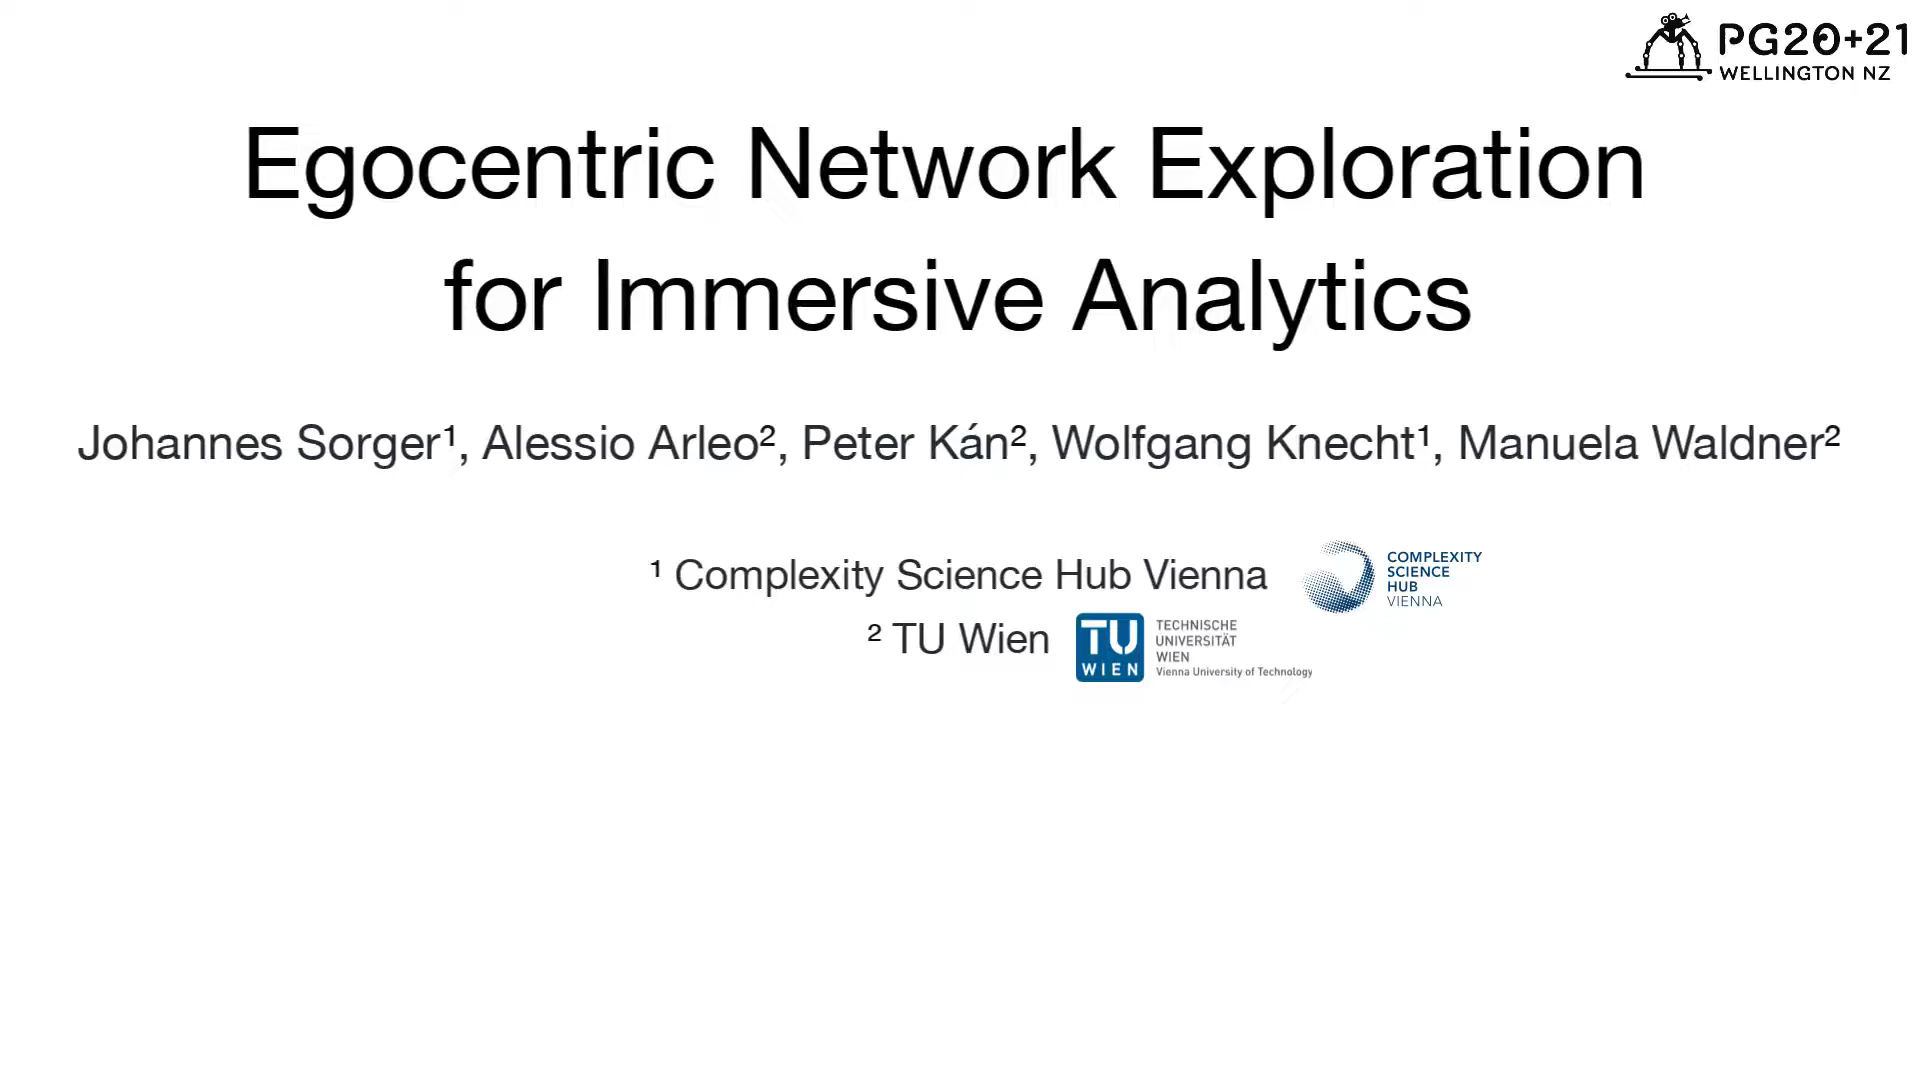 PG20+21
WELLINGTON NZ
Egocentric Network Exploration
for Immersive Analytics
Johannes Sorger¹, Alessio Arleo², Peter Kán², Wolfgang Knecht¹, Manuela Waldner²
¹ Complexity Science Hub Vienna
COMPLEXITY
SCIENCE
HUB
VIENNA
² TU Wien
TU
WIEN
TECHNISCHE
UNIVERSITÄT
WIEN
Vienna University of Technology